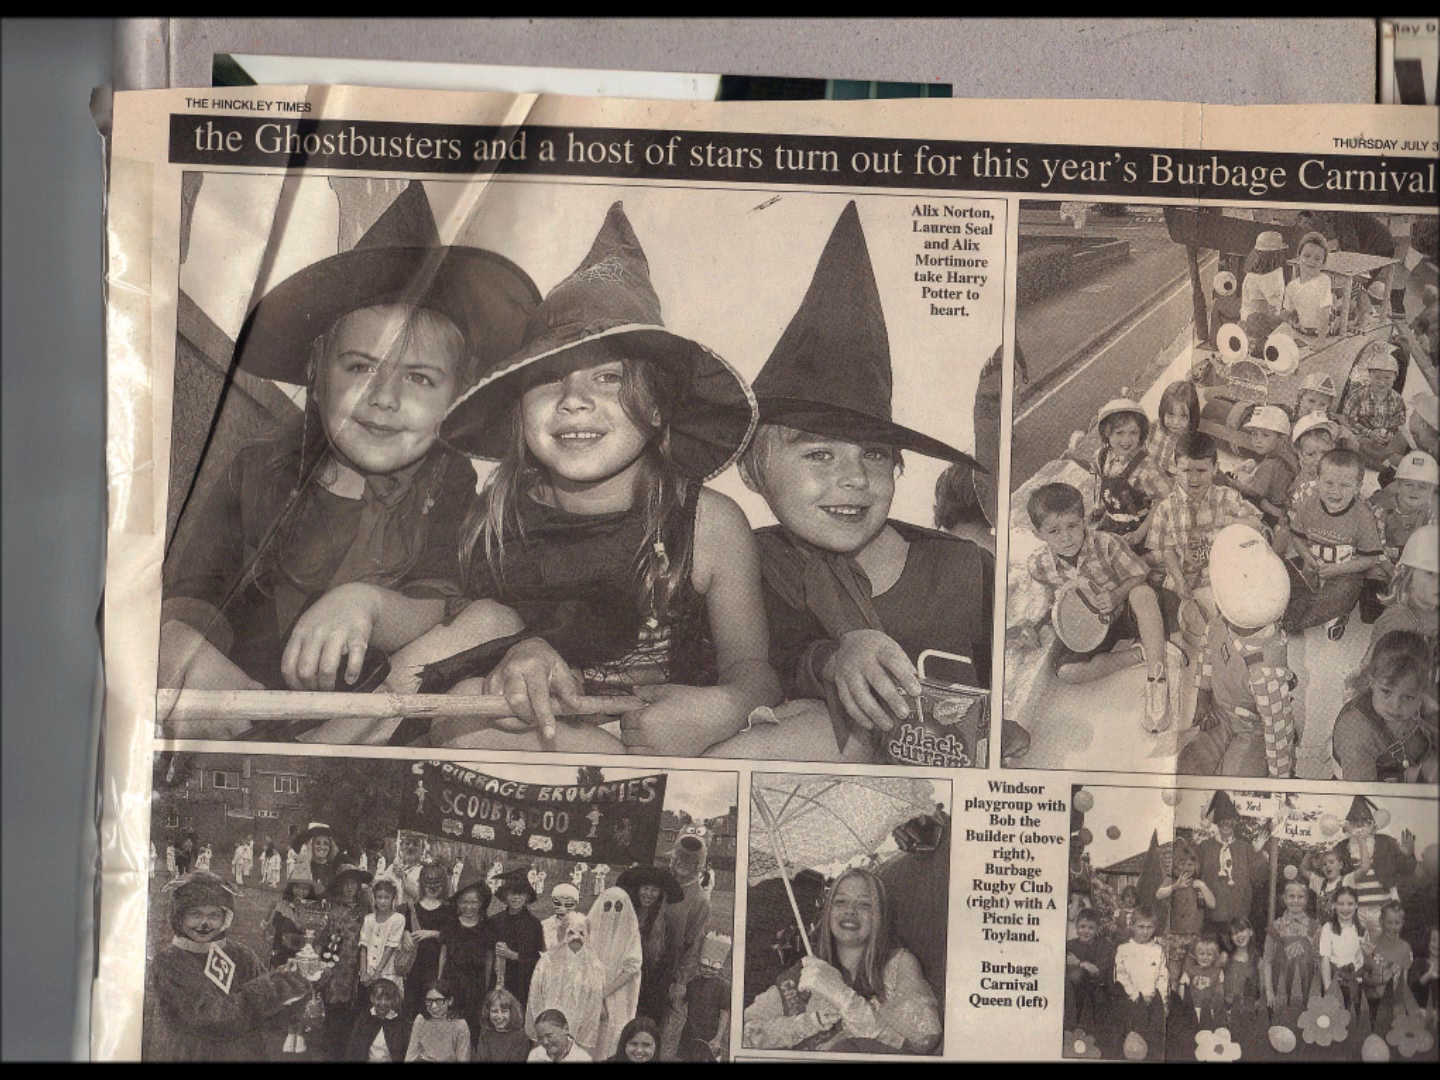 THE HINCKLEY TIMES
THURSDAY JULY 3
the Ghostbusters and a host of stars turn out for this year's Burbage Carnival
Alix Norton,
Lauren Seal
and Alix
Mortimore
take Harry
Potter to
heart.
black
currant
BURBAGE BROWNIES
SCOOBY DOO
Windsor
playgroup with
Bob the
Builder (above
right),
Burbage
Rugby Club
(right) with A
Picnic in
Toyland.
Burbage
Carnival
Queen (left)
Toyland